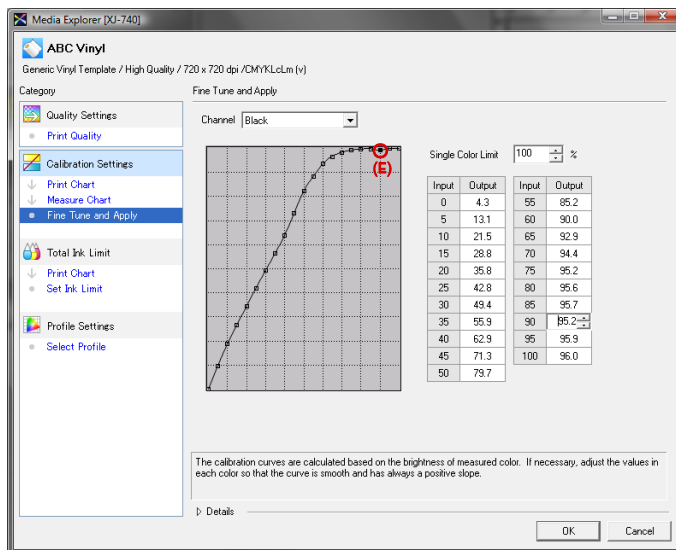 Media Explorer [XJ-740]
ABC Vinyl
Generic Vinyl Template / High Quality / 720 x 720 dpi /CMYKLcLm (v)
Category
Quality Settings
Print Quality
Calibration Settings
Print Chart
Measure Chart
Fine Tune and Apply
Total Ink Limit
Print Chart
Set Ink Limit
Profile Settings
Select Profile
Fine Tune and Apply
Channel Black
(E)
Single Color Limit 100 %
Input Output Input Output
0 4.3 55 85.2
5 13.1 60 90.0
10 21.5 65 92.9
15 28.8 70 94.4
20 35.8 75 95.2
25 42.8 80 95.6
30 49.4 85 95.7
35 55.9 90 95.2
40 62.9 95 95.9
45 71.3 100 96.0
50 79.7
The calibration curves are calculated based on the brightness of measured color. If necessary, adjust the values in
each color so that the curve is smooth and has always a positive slope.
Details
OK Cancel